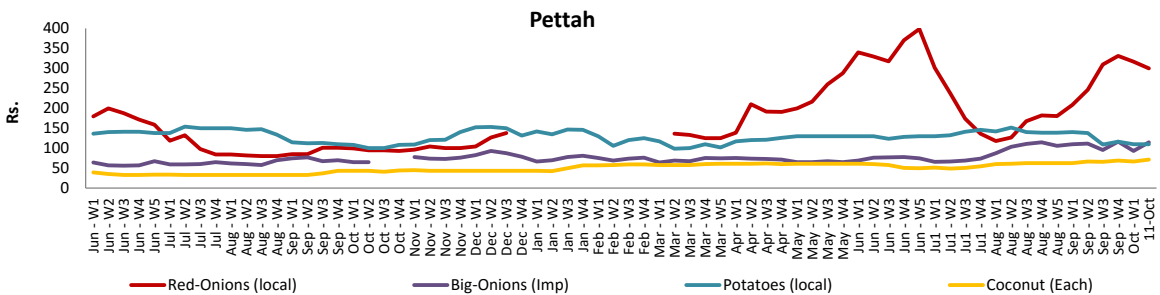 Pettah
Rs.
400
350
300
250
200
150
100
50
0
Jun - W1
Jun - W2
Jun - W3
Jun - W4
Jun - W5
Jul - W1
Jul - W2
Jul - W3
Jul - W4
Aug - W1
Aug - W2
Aug - W3
Aug - W4
Sep - W1
Sep - W2
Sep - W3
Sep - W4
Oct - W1
Oct - W2
Oct - W3
Oct - W4
Nov - W1
Nov - W2
Nov - W3
Nov - W4
Dec - W1
Dec - W2
Dec - W3
Dec - W4
Jan - W1
Jan - W2
Jan - W3
Jan - W4
Feb - W1
Feb - W2
Feb - W3
Feb - W4
Mar - W1
Mar - W2
Mar - W3
Mar - W4
Mar - W5
Apr - W1
Apr - W2
Apr - W3
Apr - W4
May - W1
May - W2
May - W3
May - W4
Jun - W1
Jun - W2
Jun - W3
Jun - W4
Jun - W5
Ju1 - W1
Ju1 - W2
Jul - W3
Jul - W4
Aug - W1
Aug - W2
Aug - W3
Aug - W4
Aug - W5
Sep - W1
Sep - W2
Sep - W3
Sep - W4
Oct - W1
11-Oct
Red-Onions (local)
Big-Onions (Imp)
Potatoes (local)
Coconut (Each)